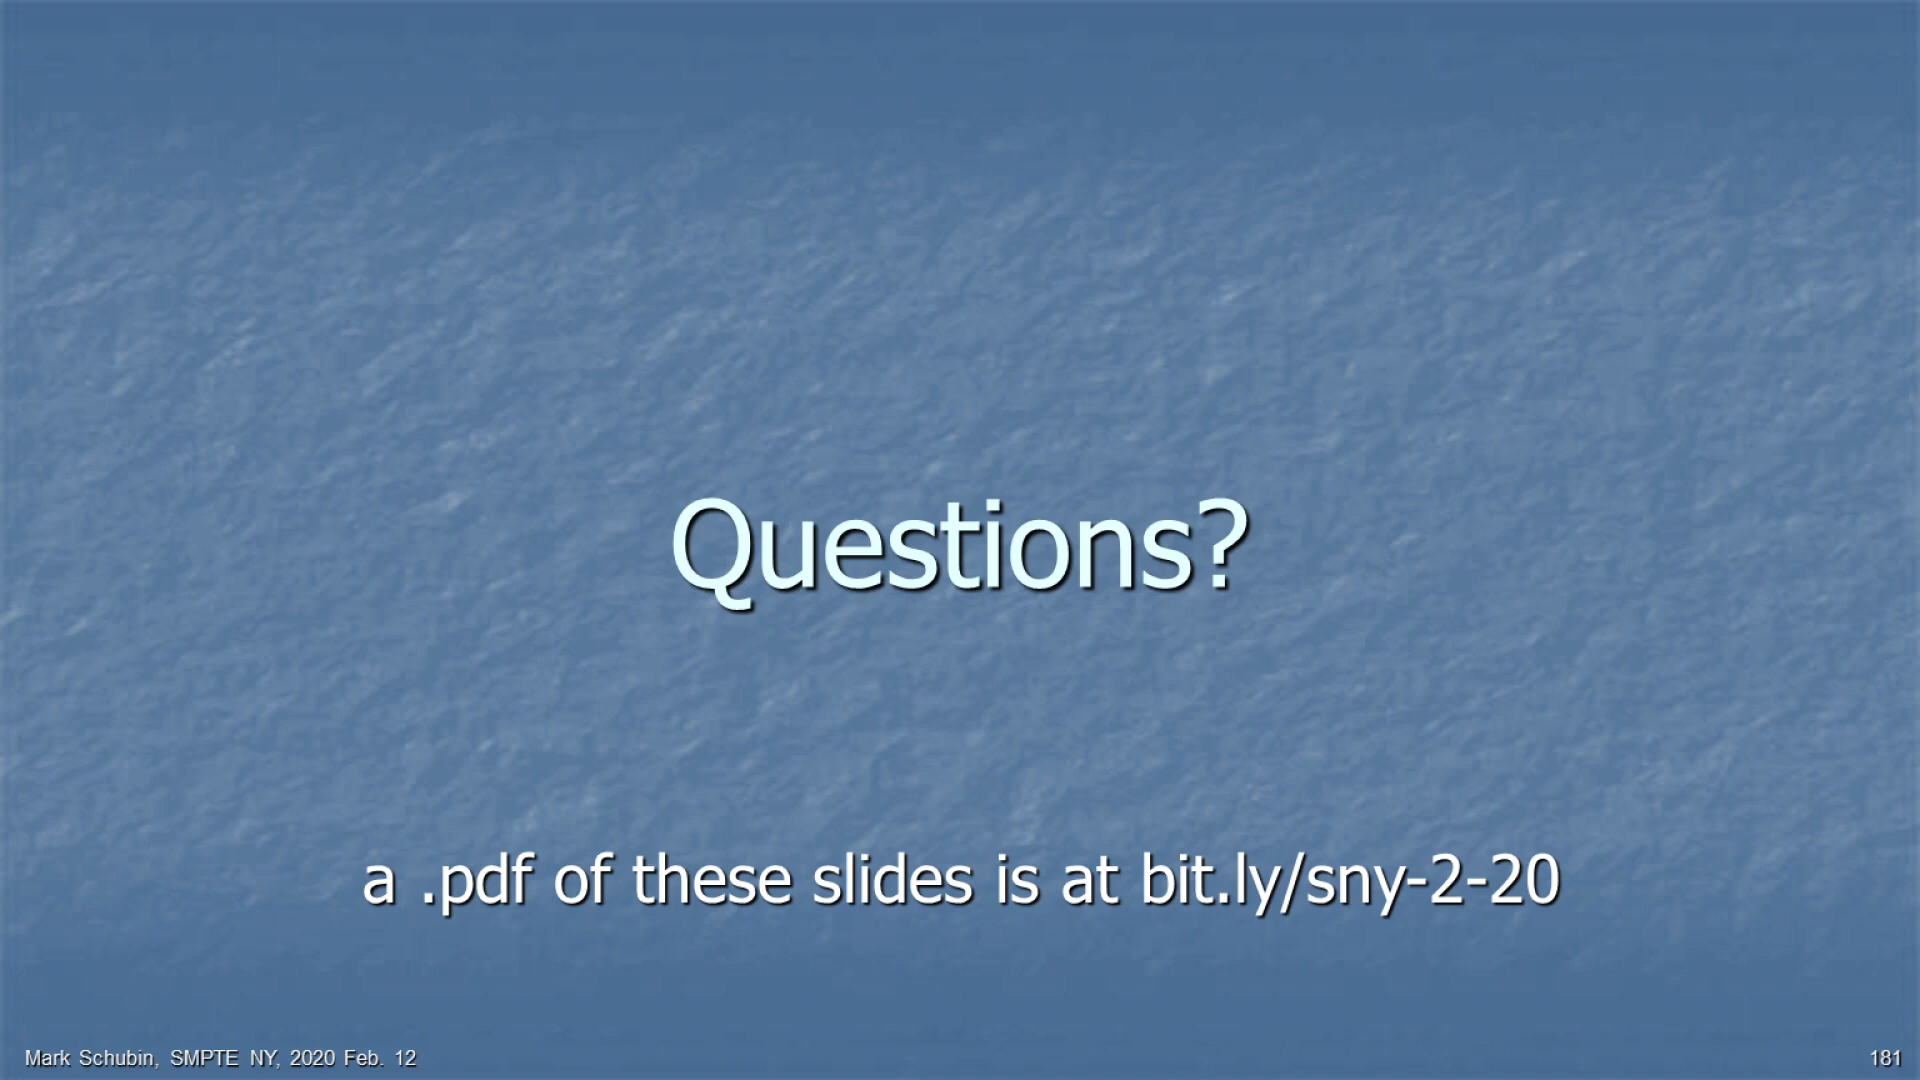 Questions?
a .pdf of these slides is at bit.ly/sny-2-20
Mark Schubin, SMPTE NY, 2020 Feb. 12
181